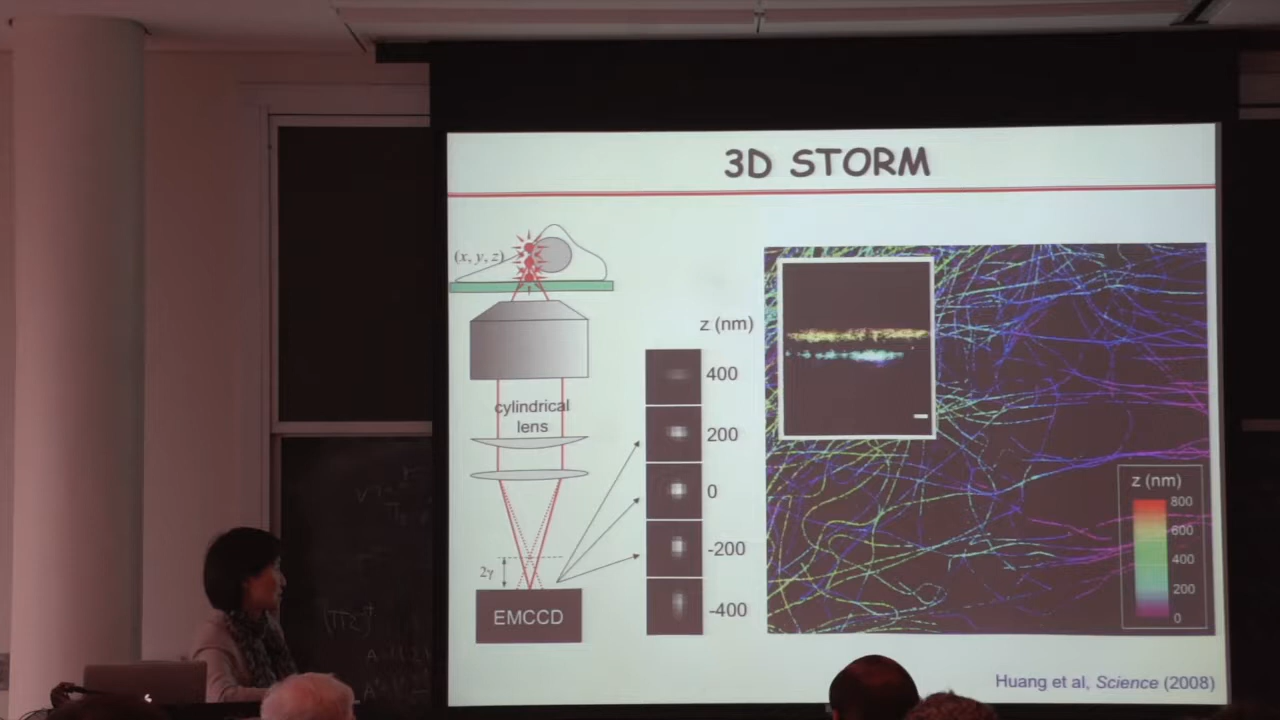 3D STORM
(x, y, z)
cylindrical
lens
2γ
EMCCD
z (nm)
400
200
0
-200
-400
z (nm)
800
600
400
200
0
Huang et al, Science (2008)